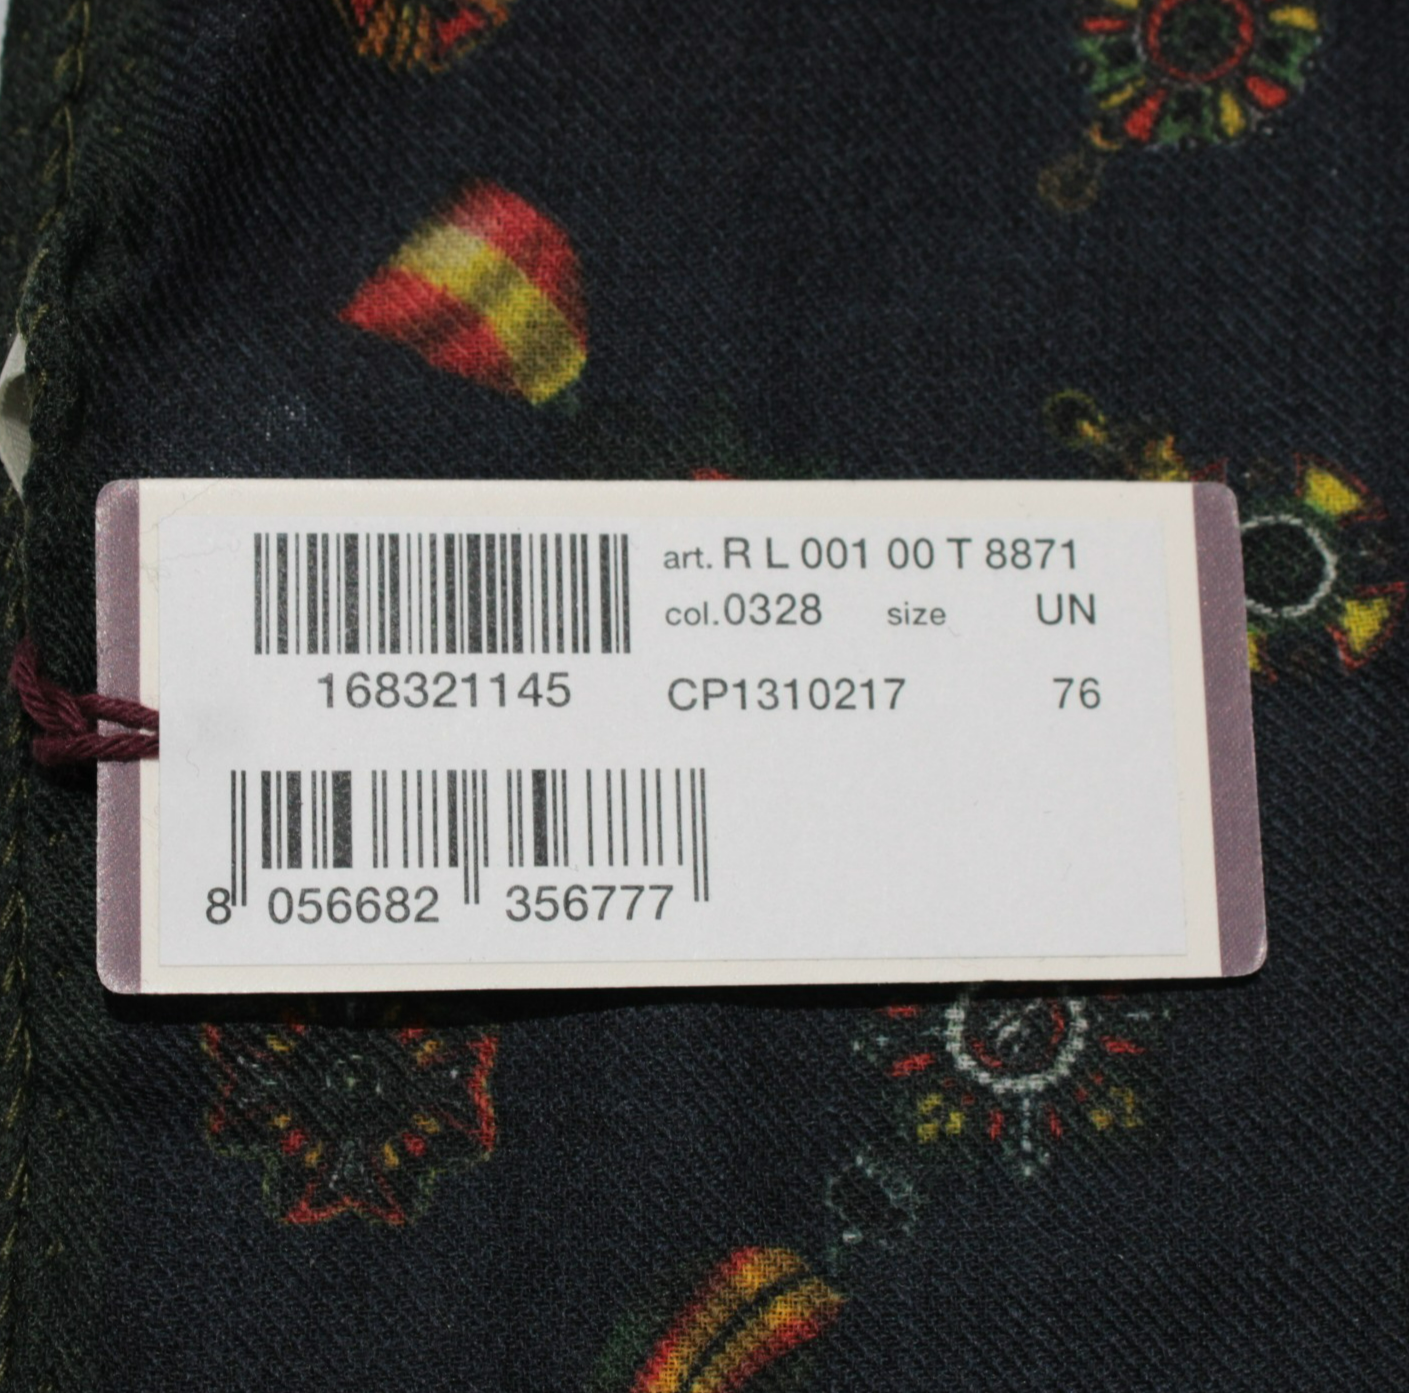 art. R L 001 00 T 8871
col.0328 size UN
168321145 CP1310217 76
8 056682 356777